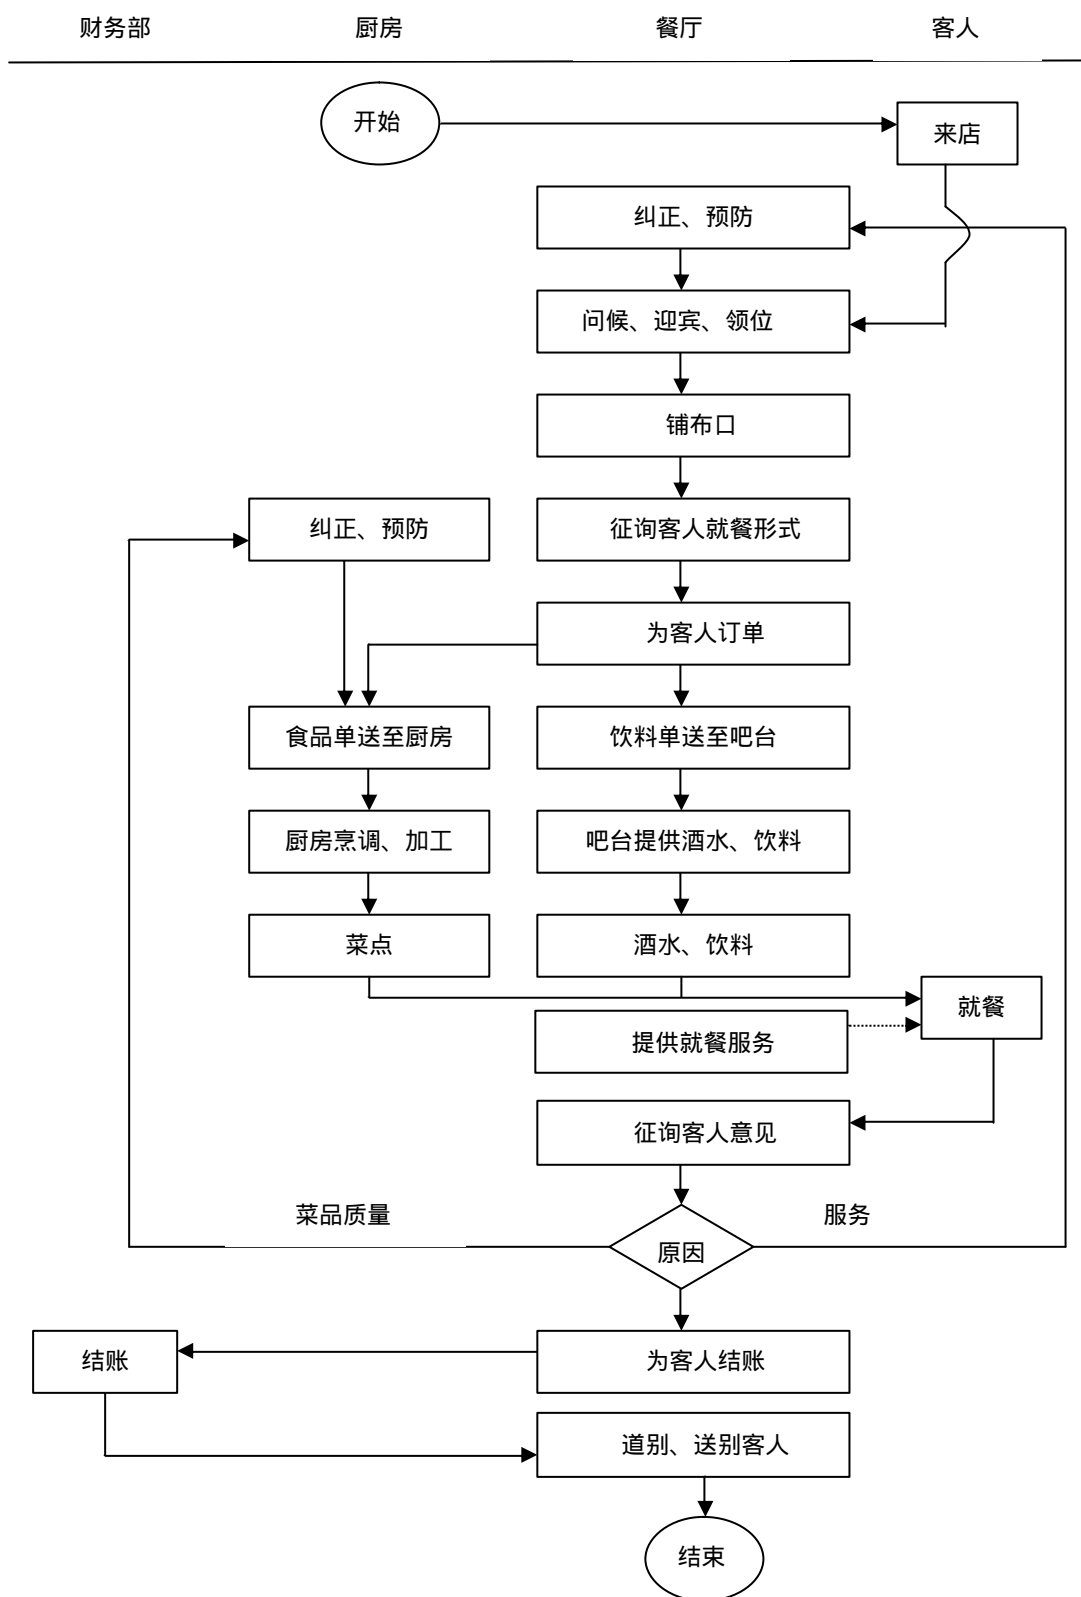 财务部
厨房
餐厅
客人
开始
来店
纠正、预防
问候、迎宾、领位
铺布口
纠正、预防
征询客人就餐形式
为客人订单
食品单送至厨房
饮料单送至吧台
厨房烹调、加工
吧台提供酒水、饮料
菜点
酒水、饮料
就餐
提供就餐服务
征询客人意见
菜品质量
服务
原因
结账
为客人结账
道别、送别客人
结束